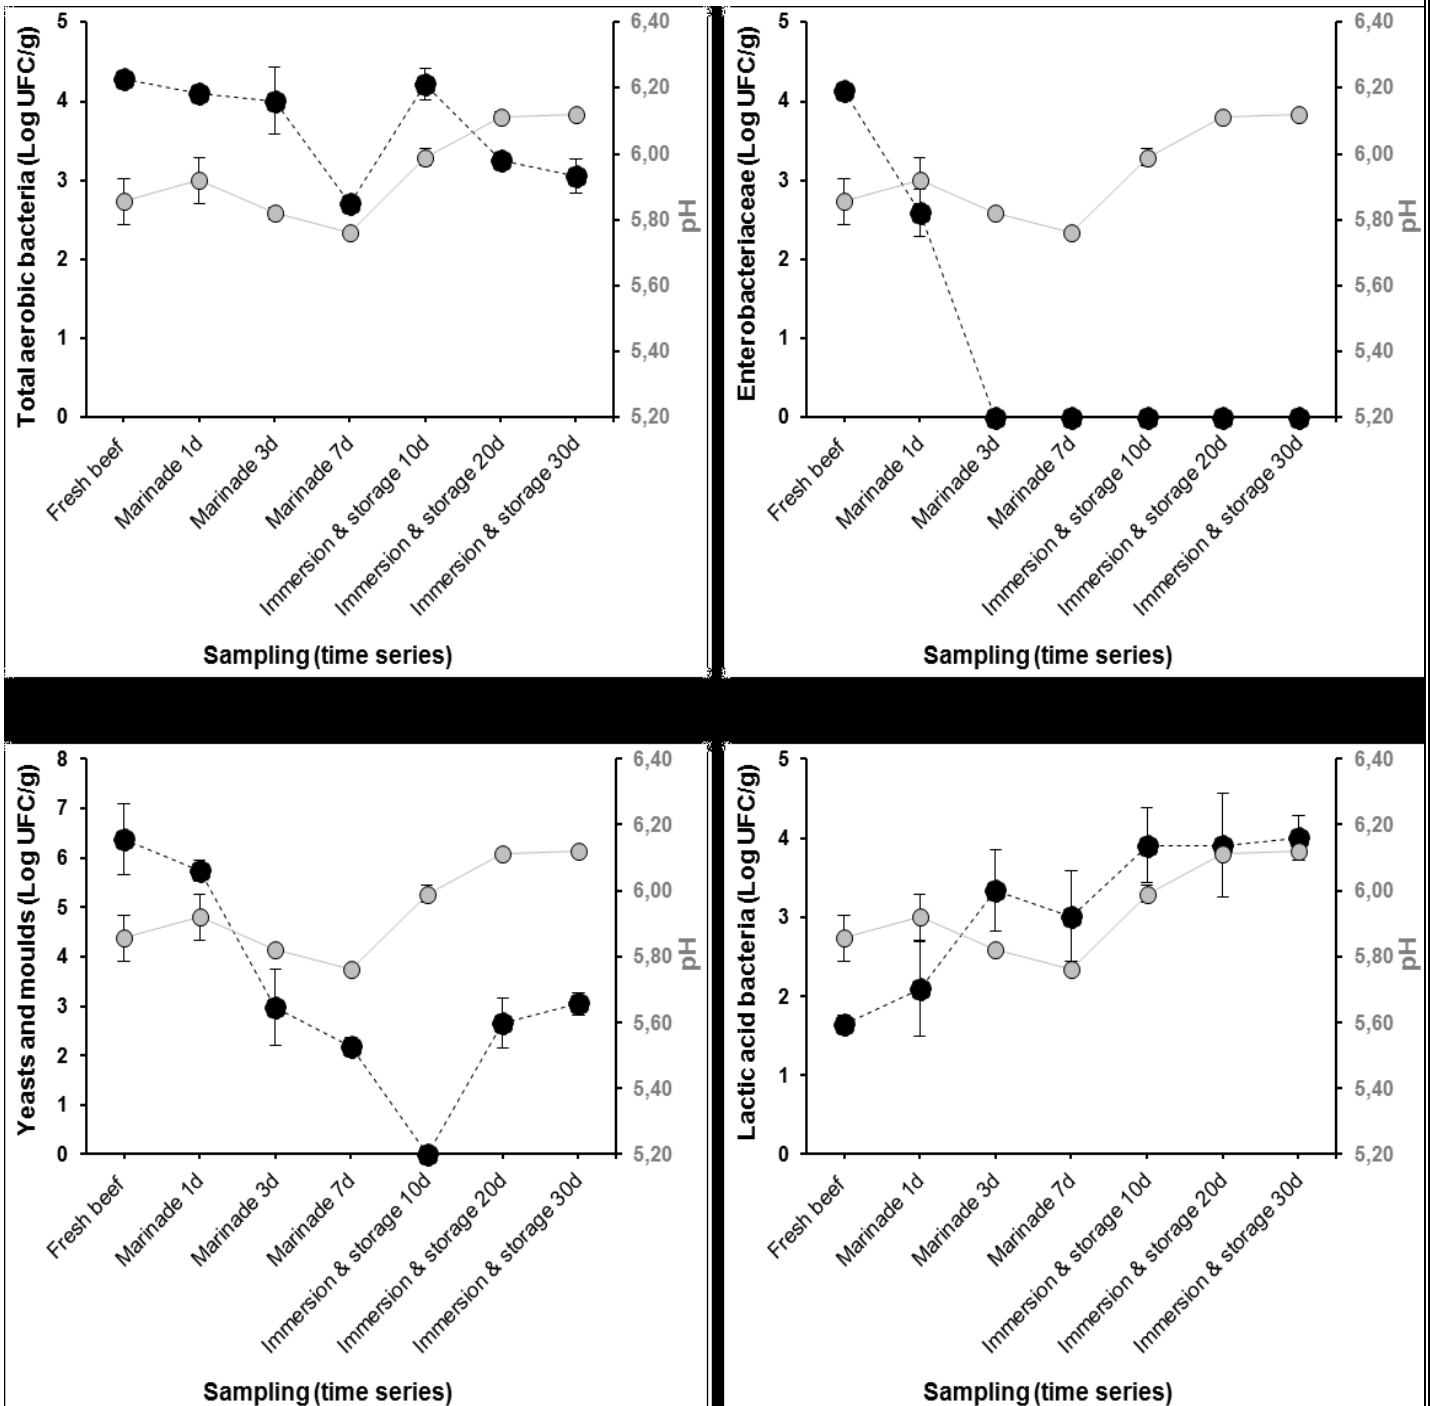 Total aerobic bacteria (Log UFC/g)
5
4
3
2
1
0
6,40
6,20
6,00
5,80
5,60
5,40
5,20
pH
Fresh beef
Marinade 1d
Marinade 3d
Marinade 7d
Immersion & storage 10d
Immersion & storage 20d
Immersion & storage 30d
Sampling (time series)
Enterobacteriaceae (Log UFC/g)
5
4
3
2
1
0
6,40
6,20
6,00
5,80
5,60
5,40
5,20
pH
Fresh beef
Marinade 1d
Marinade 3d
Marinade 7d
Immersion & storage 10d
Immersion & storage 20d
Immersion & storage 30d
Sampling (time series)
Yeasts and moulds (Log UFC/g)
8
7
6
5
4
3
2
1
0
6,40
6,20
6,00
5,80
5,60
5,40
5,20
pH
Fresh beef
Marinade 1d
Marinade 3d
Marinade 7d
Immersion & storage 10d
Immersion & storage 20d
Immersion & storage 30d
Sampling (time series)
Lactic acid bacteria (Log UFC/g)
5
4
3
2
1
0
6,40
6,20
6,00
5,80
5,60
5,40
5,20
pH
Fresh beef
Marinade 1d
Marinade 3d
Marinade 7d
Immersion & storage 10d
Immersion & storage 20d
Immersion & storage 30d
Sampling (time series)